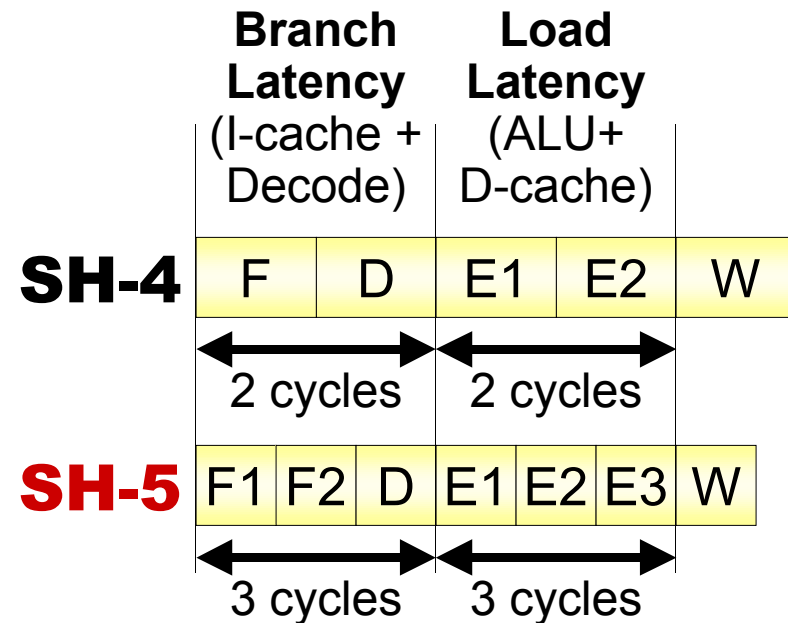 Branch Latency (I-cache + Decode)
Load Latency (ALU+ D-cache)
SH-4 F D E1 E2 W
2 cycles 2 cycles
SH-5 F1 F2 D E1 E2 E3 W
3 cycles 3 cycles